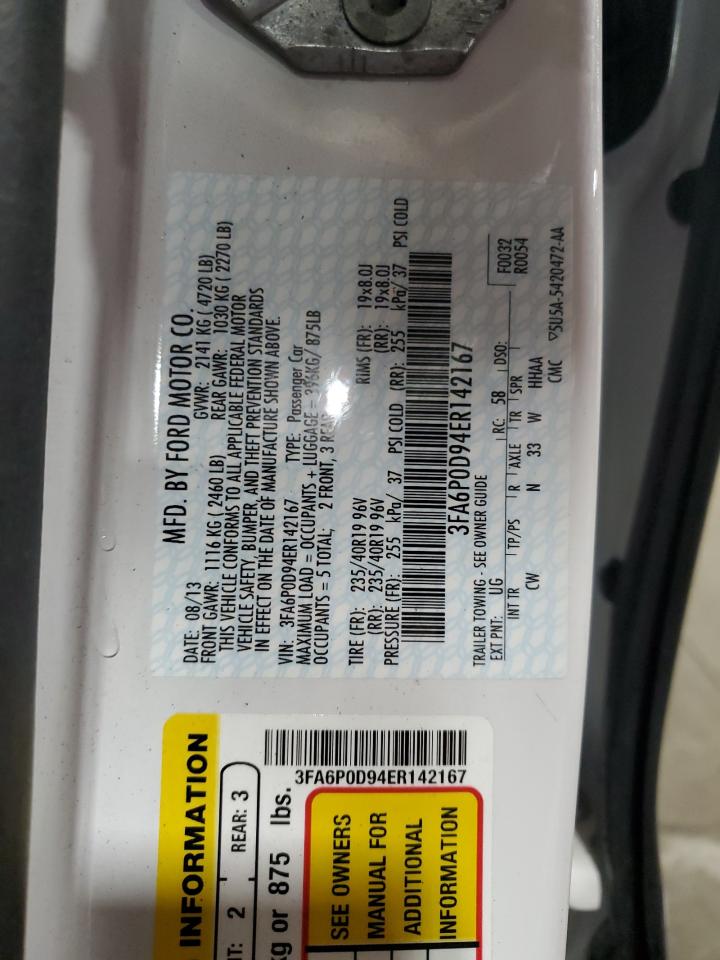 MFD. BY FORD MOTOR CO.
DATE: 08/13 GVWR: 2141 KG ( 4720 LB)
FRONT GAWR: 1116 KG ( 2460 LB) REAR GAWR: 1030 KG ( 2270 LB)
THIS VEHICLE CONFORMS TO ALL APPLICABLE FEDERAL MOTOR
VEHICLE SAFETY, BUMPER, AND THEFT PREVENTION STANDARDS
IN EFFECT ON THE DATE OF MANUFACTURE SHOWN ABOVE.
VIN: 3FA6P0D94ER142167 TYPE: Passenger Car
MAXIMUM LOAD = OCCUPANTS + LUGGAGE = 396KG/ 875LB
OCCUPANTS = 5 TOTAL; 2 FRONT, 3 REAR
TIRE (FR): 235/40R19 96V RIMS (FR): 19x8.0J
(RR): 235/40R19 96V (RR): 19x8.0J
PRESSURE (FR): 255 kPa/ 37 PSI COLD (RR): 255 kPa/ 37 PSI COLD
3FA6P0D94ER142167
TRAILER TOWING - SEE OWNER GUIDE
EXT PNT: UG RC: 58 DSO: F0032
R0054
INT TR TP/PS R AXLE TR SPR
CW N 33 W HHAA
CMC ▽5U5A-5420472-AA
INFORMATION
2 REAR: 3
kg or 875 lbs.
3FA6P0D94ER142167
SEE OWNERS
MANUAL FOR
ADDITIONAL
INFORMATION